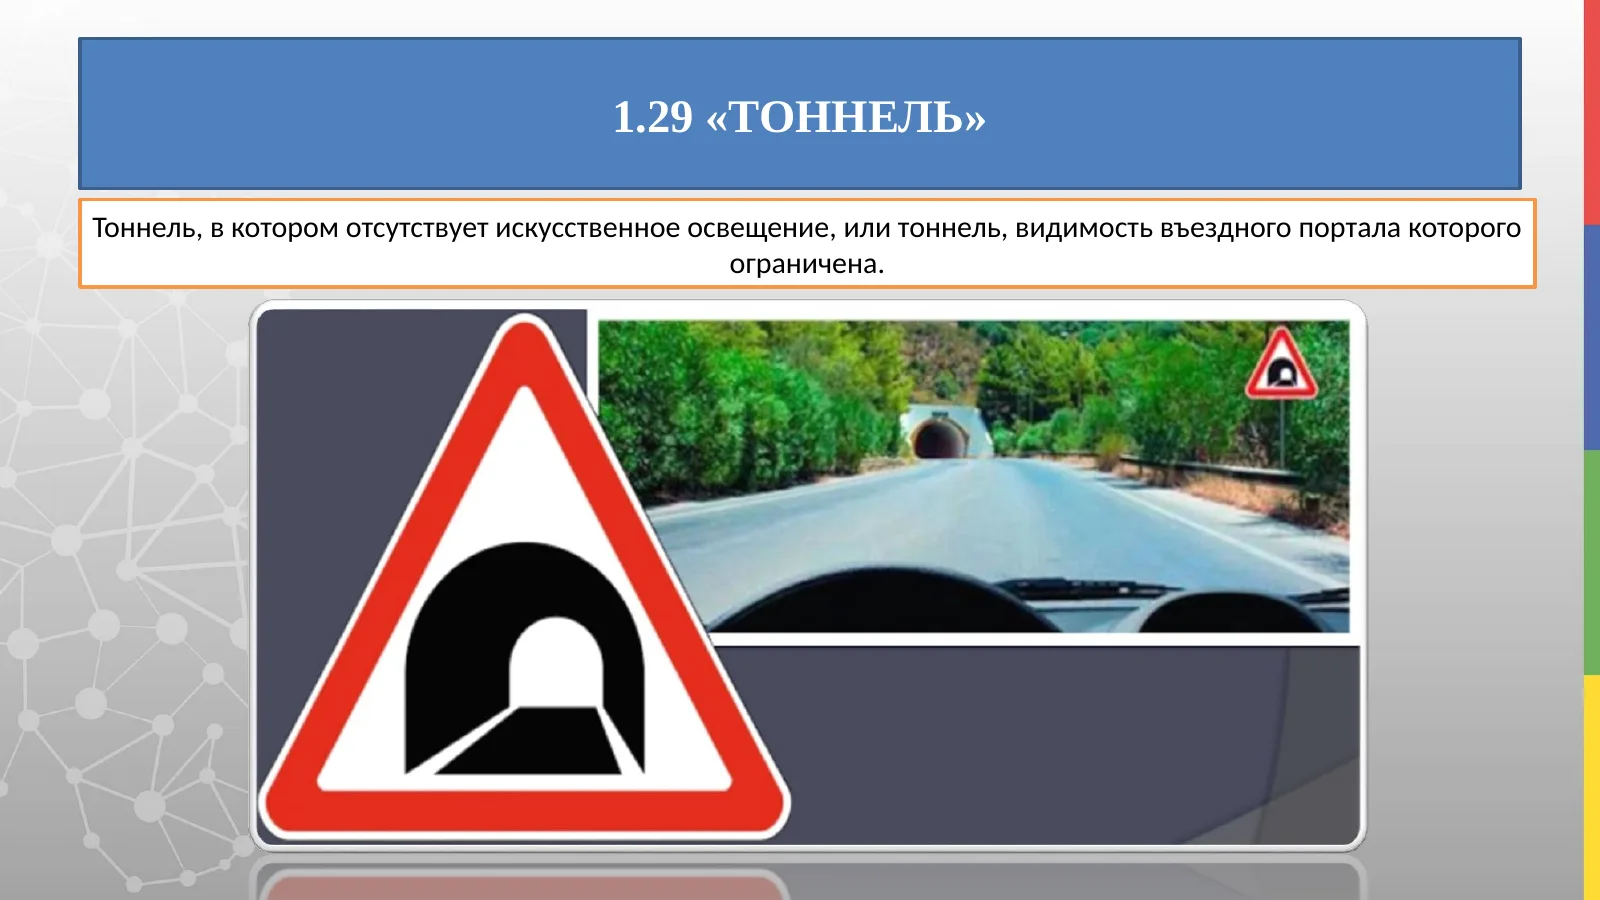 1.29 «ТОННЕЛЬ»
Тоннель, в котором отсутствует искусственное освещение, или тоннель, видимость въездного портала которого
ограничена.